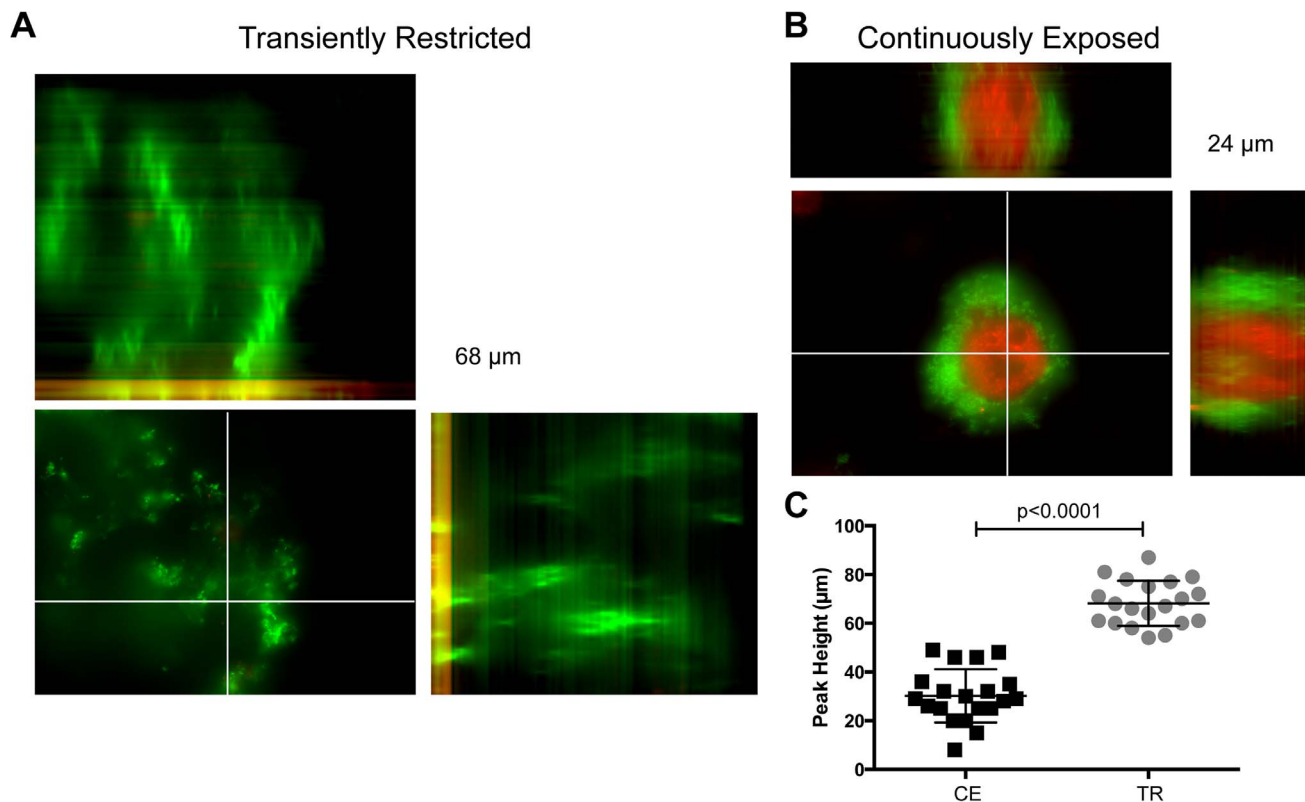 A
Transiently Restricted
68 µm
B
Continuously Exposed
24 µm
C
p<0.0001
Peak Height (µm)
100
80
60
40
20
0
CE
TR